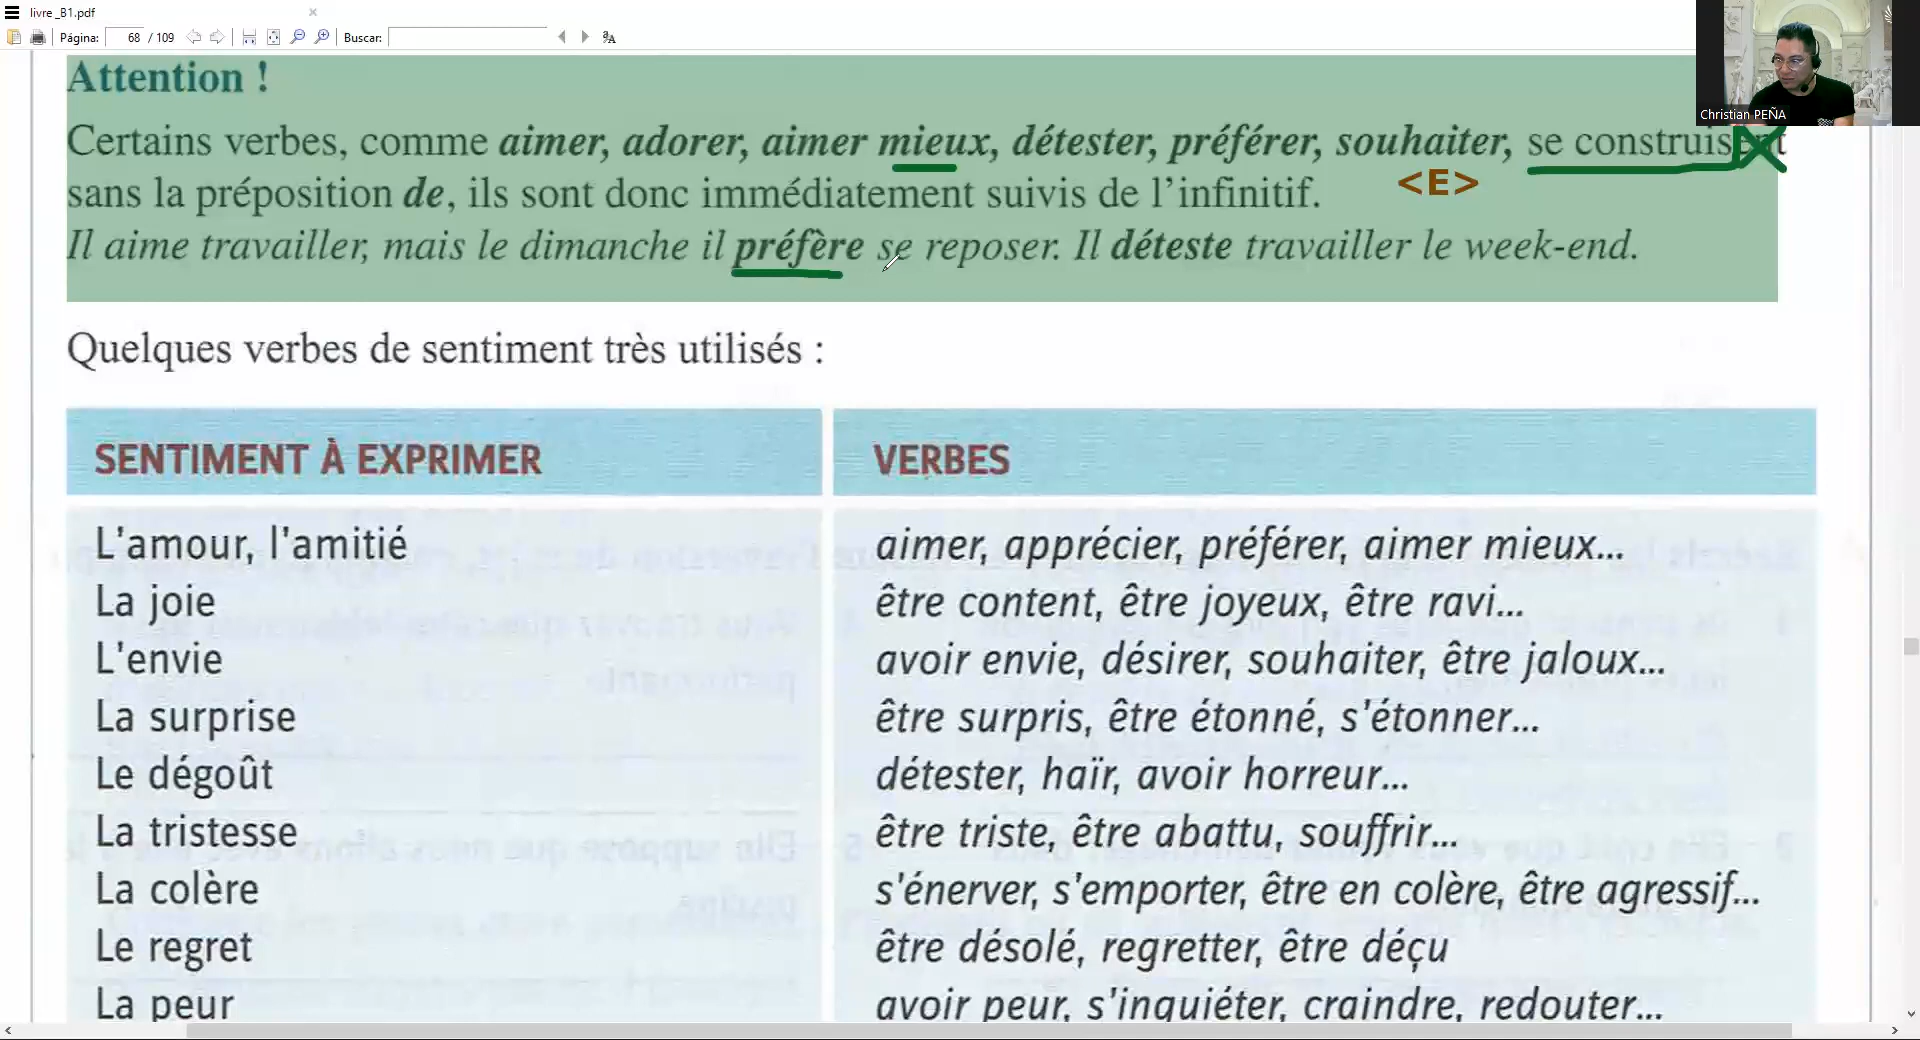 livre_B1.pdf
Página: 68 / 109 Buscar:
Christian PEÑA
Attention !
Certains verbes, comme aimer, adorer, aimer mieux, détester, préférer, souhaiter, se construisent
<E>
sans la préposition de, ils sont donc immédiatement suivis de l'infinitif.
Il aime travailler, mais le dimanche il préfère se reposer. Il déteste travailler le week-end.
Quelques verbes de sentiment très utilisés :
SENTIMENT À EXPRIMER VERBES
L'amour, l'amitié aimer, apprécier, préférer, aimer mieux...
La joie être content, être joyeux, être ravi...
L'envie avoir envie, désirer, souhaiter, être jaloux...
La surprise être surpris, être étonné, s'étonner...
Le dégoût détester, haïr, avoir horreur...
La tristesse être triste, être abattu, souffrir...
La colère s'énerver, s'emporter, être en colère, être agressif...
Le regret être désolé, regretter, être déçu
La peur avoir peur, s'inquiéter, craindre, redouter...